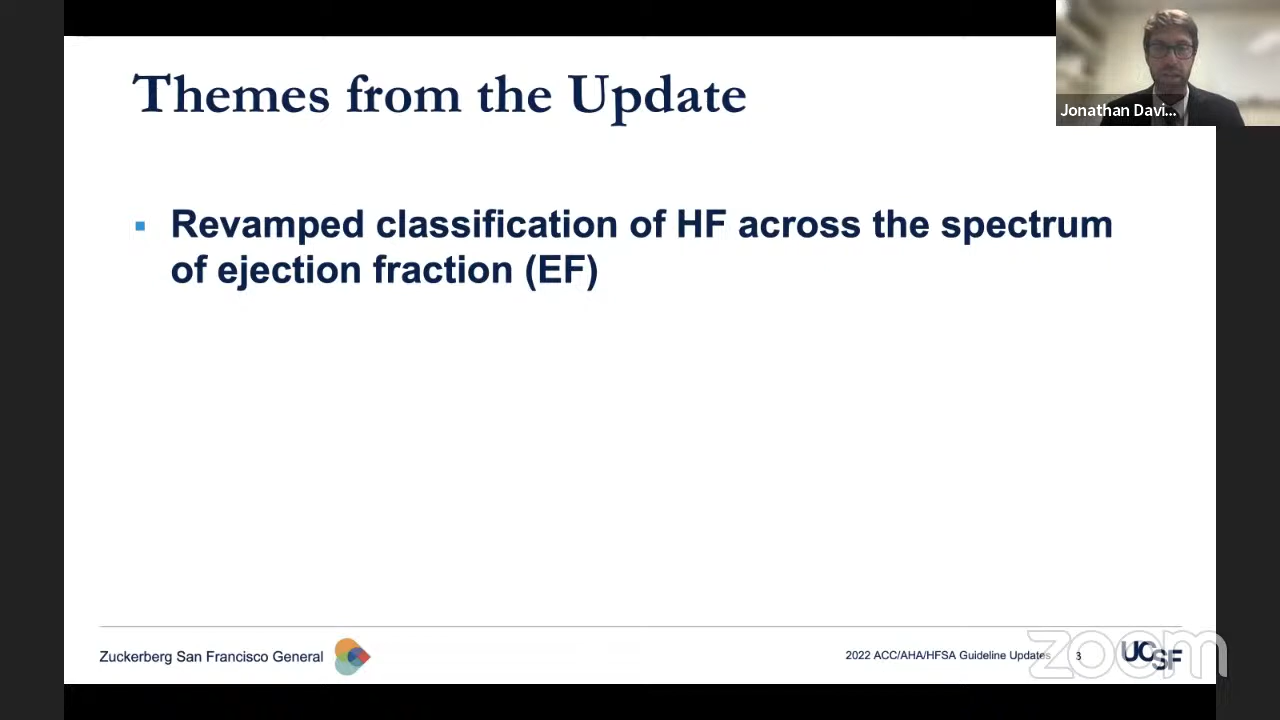 Themes from the Update
Jonathan Davi...
▪ Revamped classification of HF across the spectrum
of ejection fraction (EF)
Zuckerberg San Francisco General
2022 ACC/AHA/HFSA Guideline Updates
3
UCSF
zoom